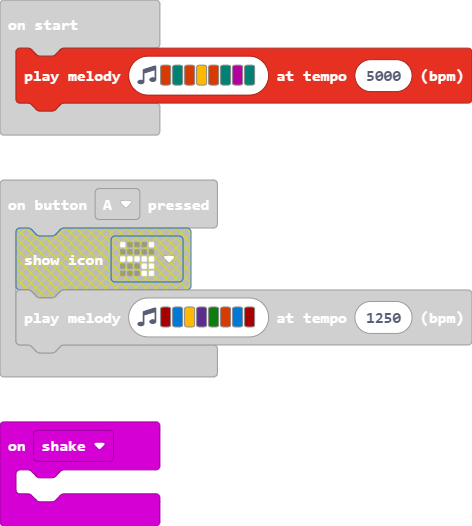 on start
play melody at tempo 5000 (bpm)
on button A pressed
show icon
play melody at tempo 1250 (bpm)
on shake